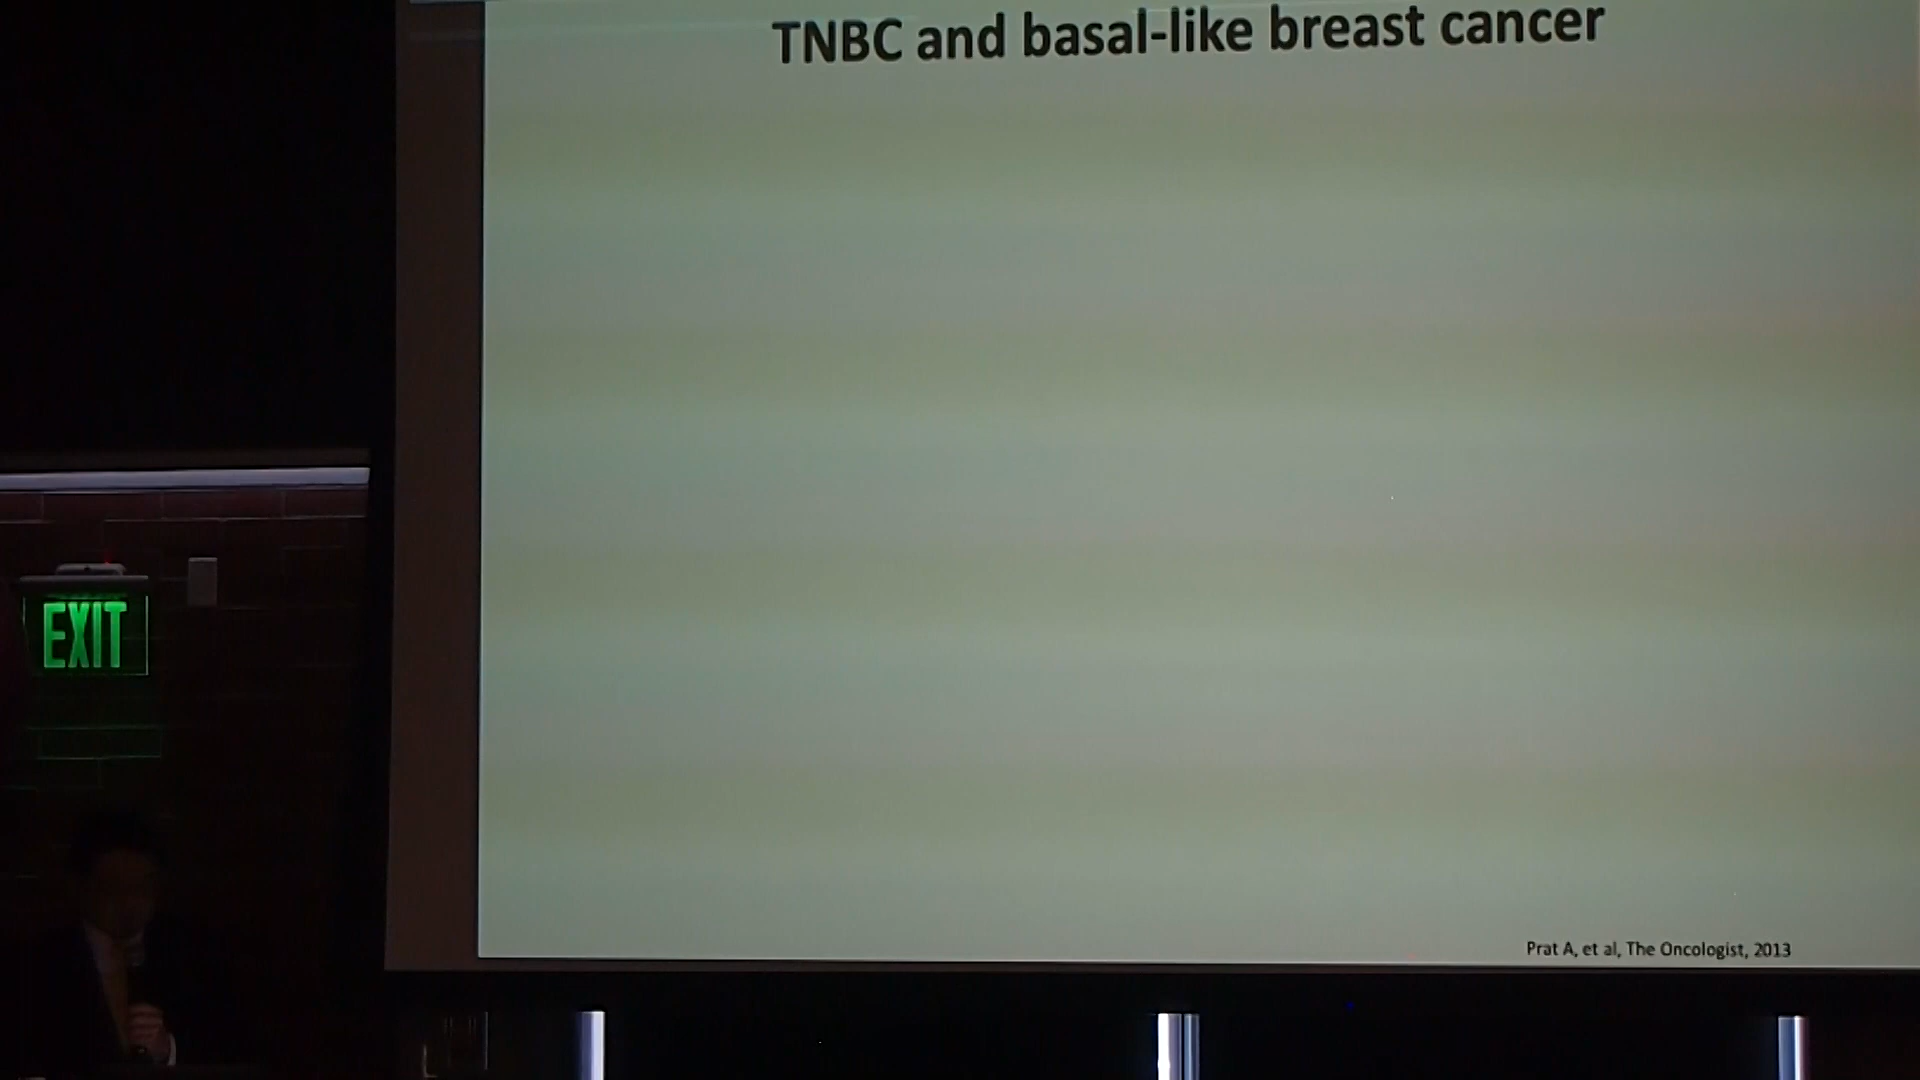 TNBC and basal-like breast cancer
EXIT
Prat A, et al, The Oncologist, 2013